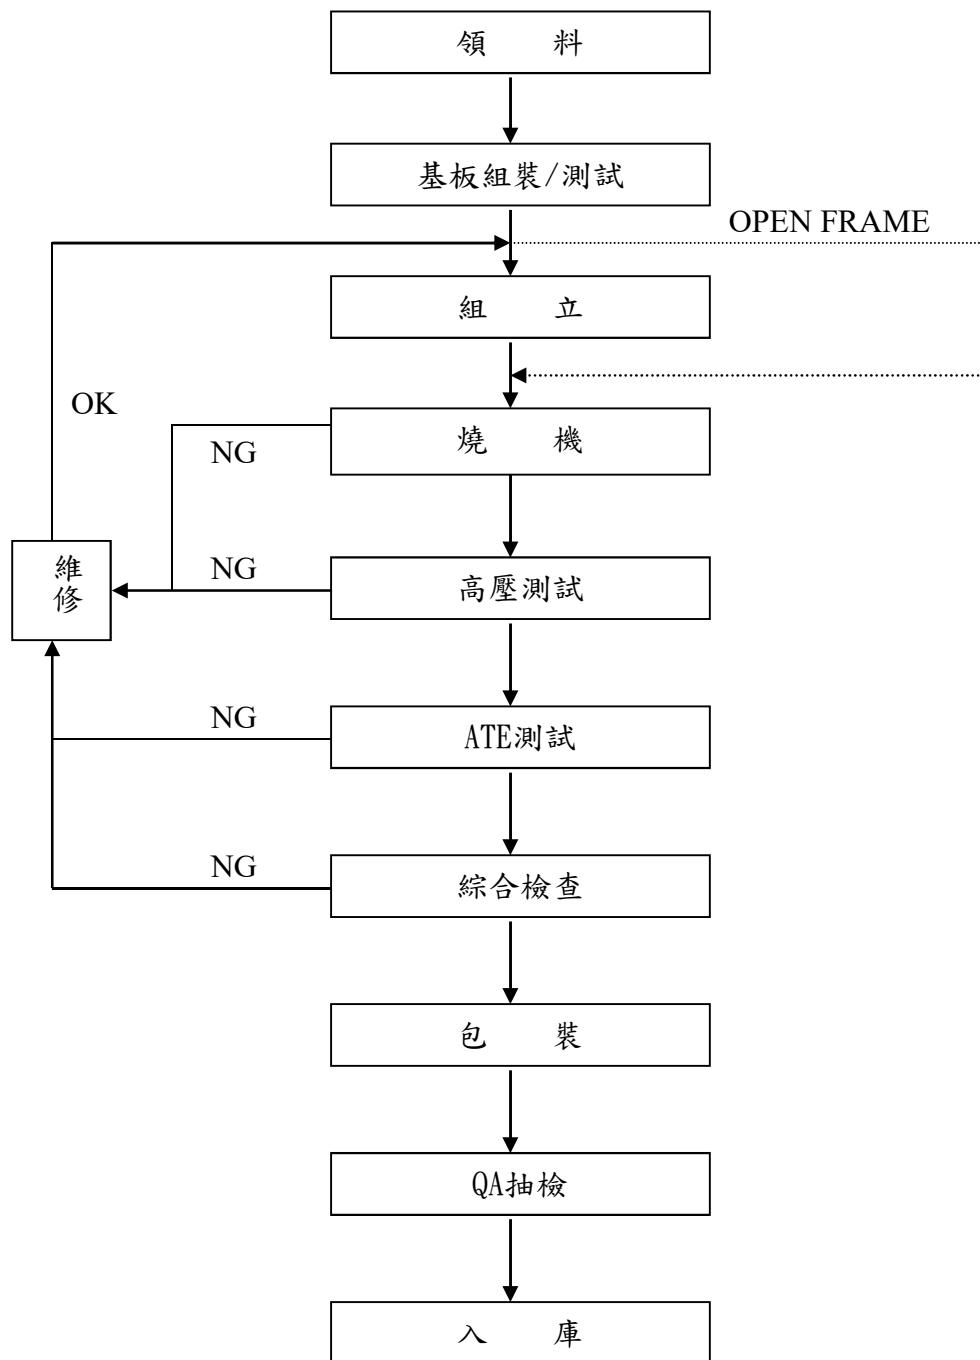 領 料
基板組裝/測試
OPEN FRAME
組 立
OK
燒 機
NG
維修
NG
高壓測試
NG
ATE測試
NG
綜合檢查
包 裝
QA抽檢
入 庫